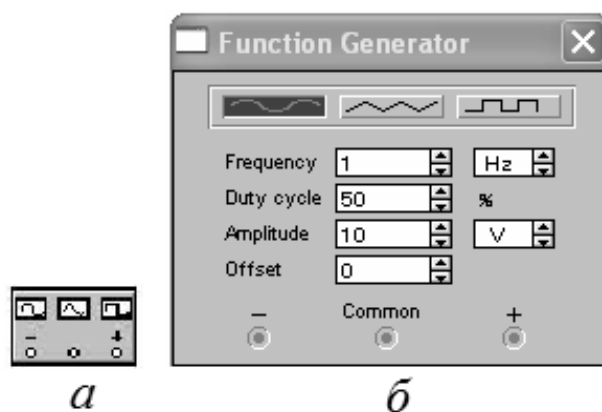 Function Generator
Frequency 1 Hz
Duty cycle 50 %
Amplitude 10 V
Offset 0
− Common +
− +
а б